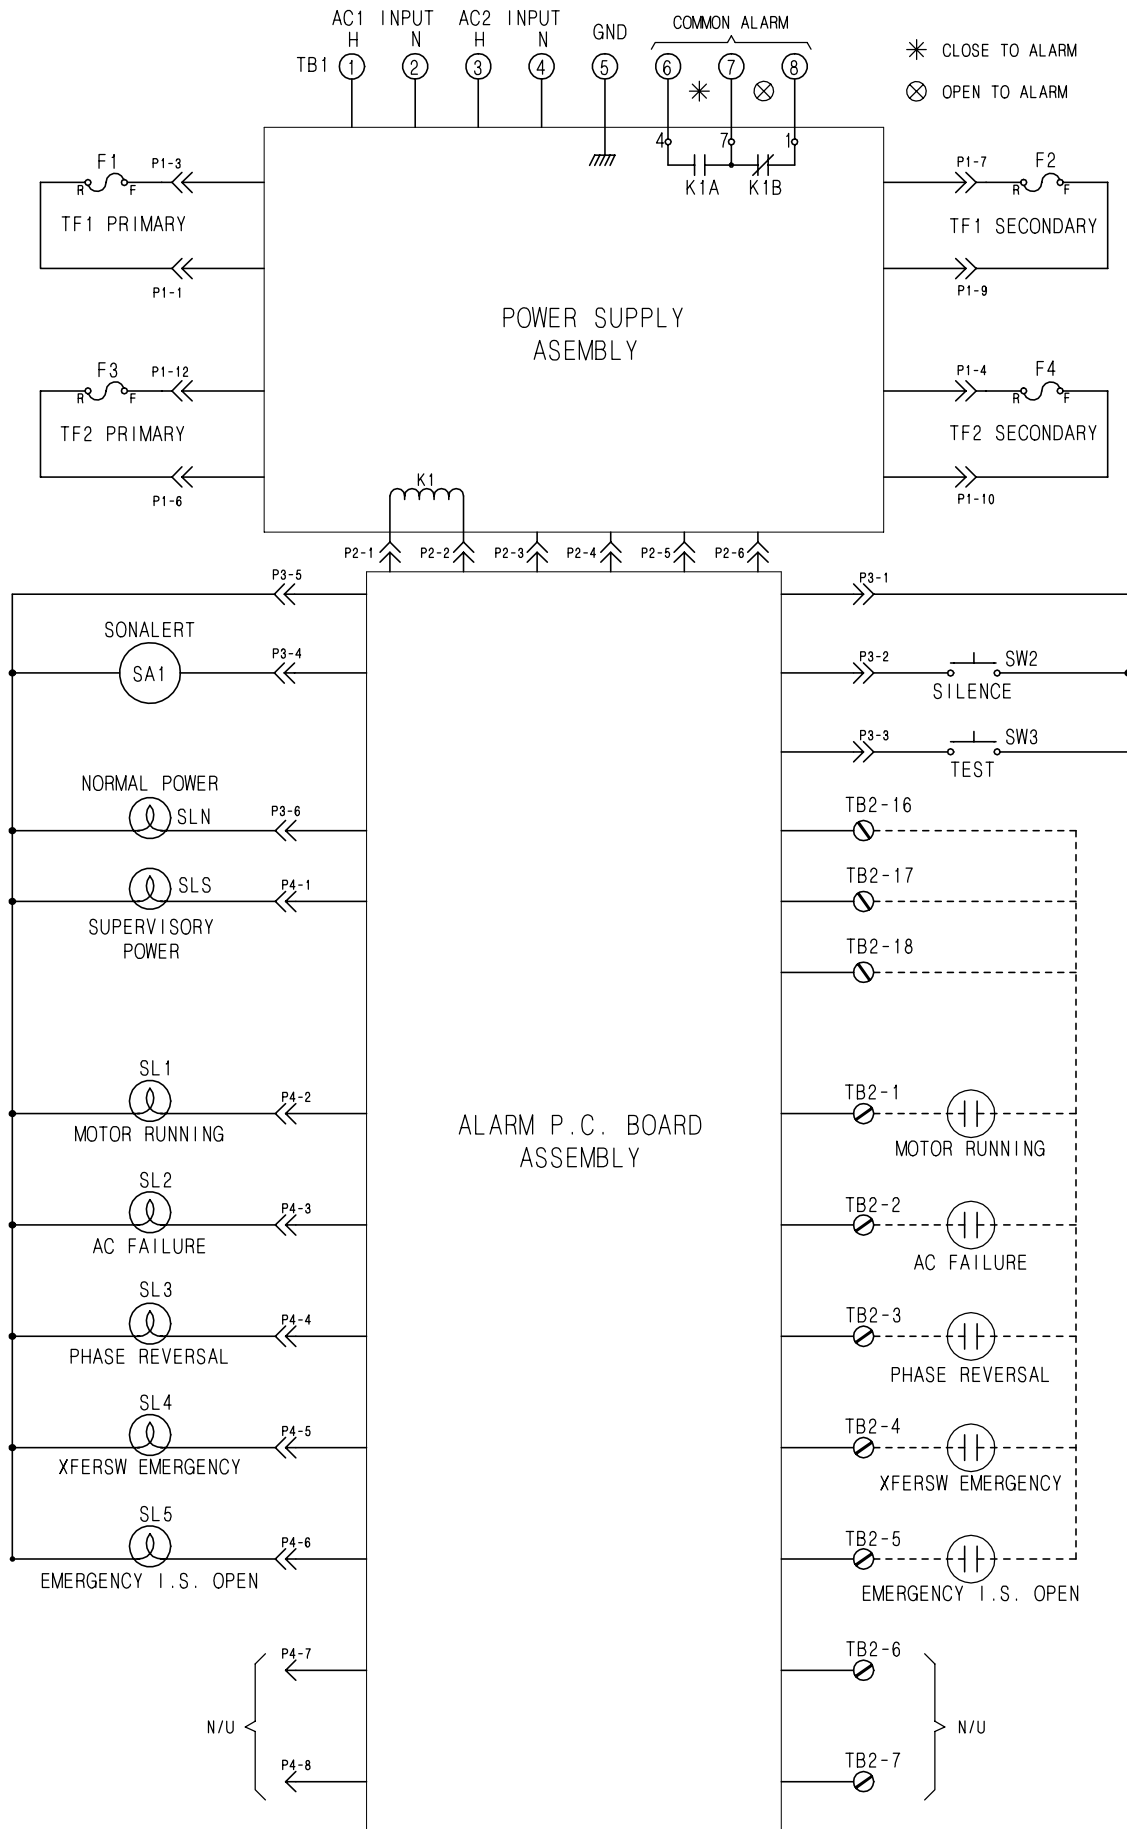 AC1 INPUT AC2 INPUT
H N H N GND COMMON ALARM
TB1 1 2 3 4 5 6 7 8
CLOSE TO ALARM
OPEN TO ALARM
4 7 1
K1A K1B
F1 P1-3
R F
TF1 PRIMARY
P1-1
P1-7 F2
R F
TF1 SECONDARY
P1-9
POWER SUPPLY
ASEMBLY
F3 P1-12
R F
TF2 PRIMARY
P1-6
P1-4 F4
R F
TF2 SECONDARY
P1-10
K1
P2-1 P2-2 P2-3 P2-4 P2-5 P2-6
P3-5
SONALERT
SA1 P3-4
NORMAL POWER
SLN P3-6
SLS P4-1
SUPERVISORY
POWER
SL1
P4-2
MOTOR RUNNING
SL2
P4-3
AC FAILURE
SL3
P4-4
PHASE REVERSAL
SL4
P4-5
XFERSW EMERGENCY
SL5
P4-6
EMERGENCY I.S. OPEN
P4-7
N/U
P4-8
ALARM P.C. BOARD
ASSEMBLY
P3-1
P3-2 SW2
SILENCE
P3-3 SW3
TEST
TB2-16
TB2-17
TB2-18
TB2-1
MOTOR RUNNING
TB2-2
AC FAILURE
TB2-3
PHASE REVERSAL
TB2-4
XFERSW EMERGENCY
TB2-5
EMERGENCY I.S. OPEN
TB2-6
N/U
TB2-7